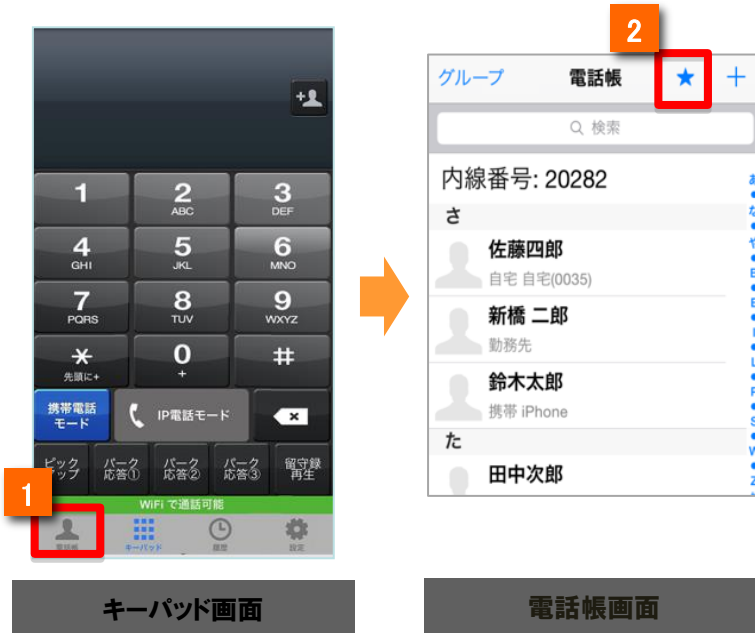 1
2
ABC
3
DEF
4
GHI
5
JKL
6
MNO
7
PQRS
8
TUV
9
WXYZ
先頭に+
0
+
#
携帯電話
モード
IP電話モード
ピック
アップ
パーク
応答①
パーク
応答②
パーク
応答③
留守録
再生
1
WiFi で通話可能
電話帳
キーパッド
履歴
設定
キーパッド画面
2
グループ 電話帳 ★ +
検索
内線番号: 20282
さ
佐藤四郎
自宅 自宅(0035)
新橋 二郎
勤務先
鈴木太郎
携帯 iPhone
た
田中次郎
電話帳画面